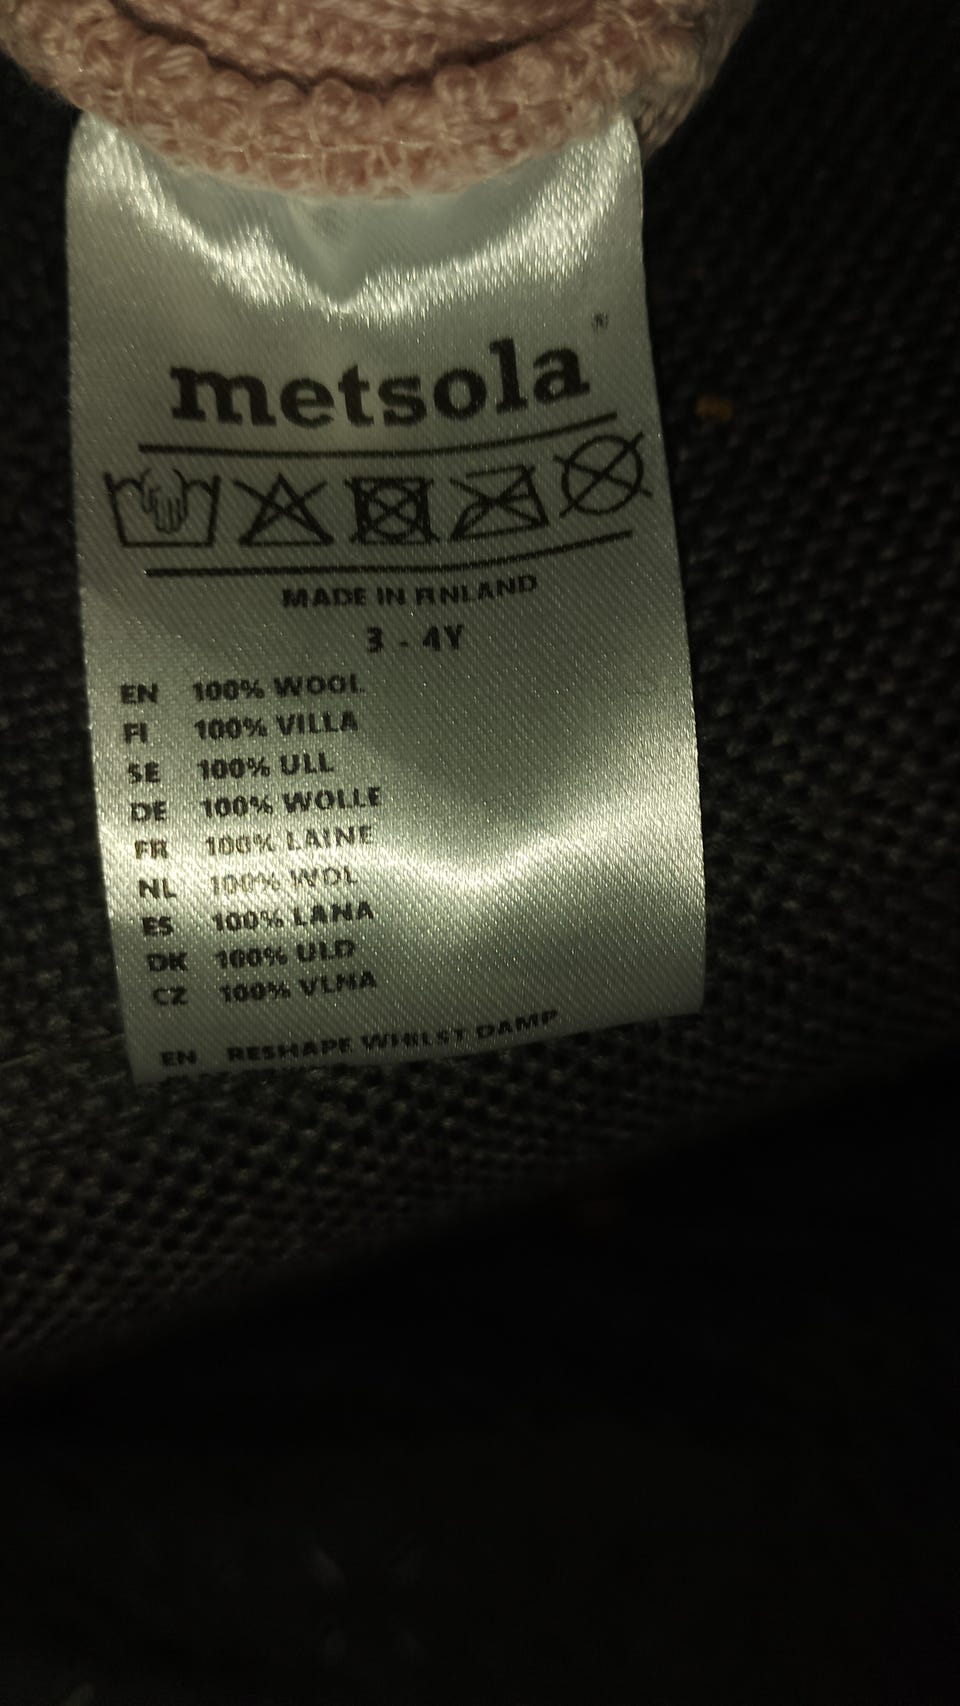 metsola
MADE IN FINLAND
3 - 4Y
EN 100% WOOL
FI 100% VILLA
SE 100% ULL
DE 100% WOLLE
FR 100% LAINE
NL 100% WOL
ES 100% LANA
DK 100% ULD
CZ 100% VLNA
EN RESHAPE WHILST DAMP